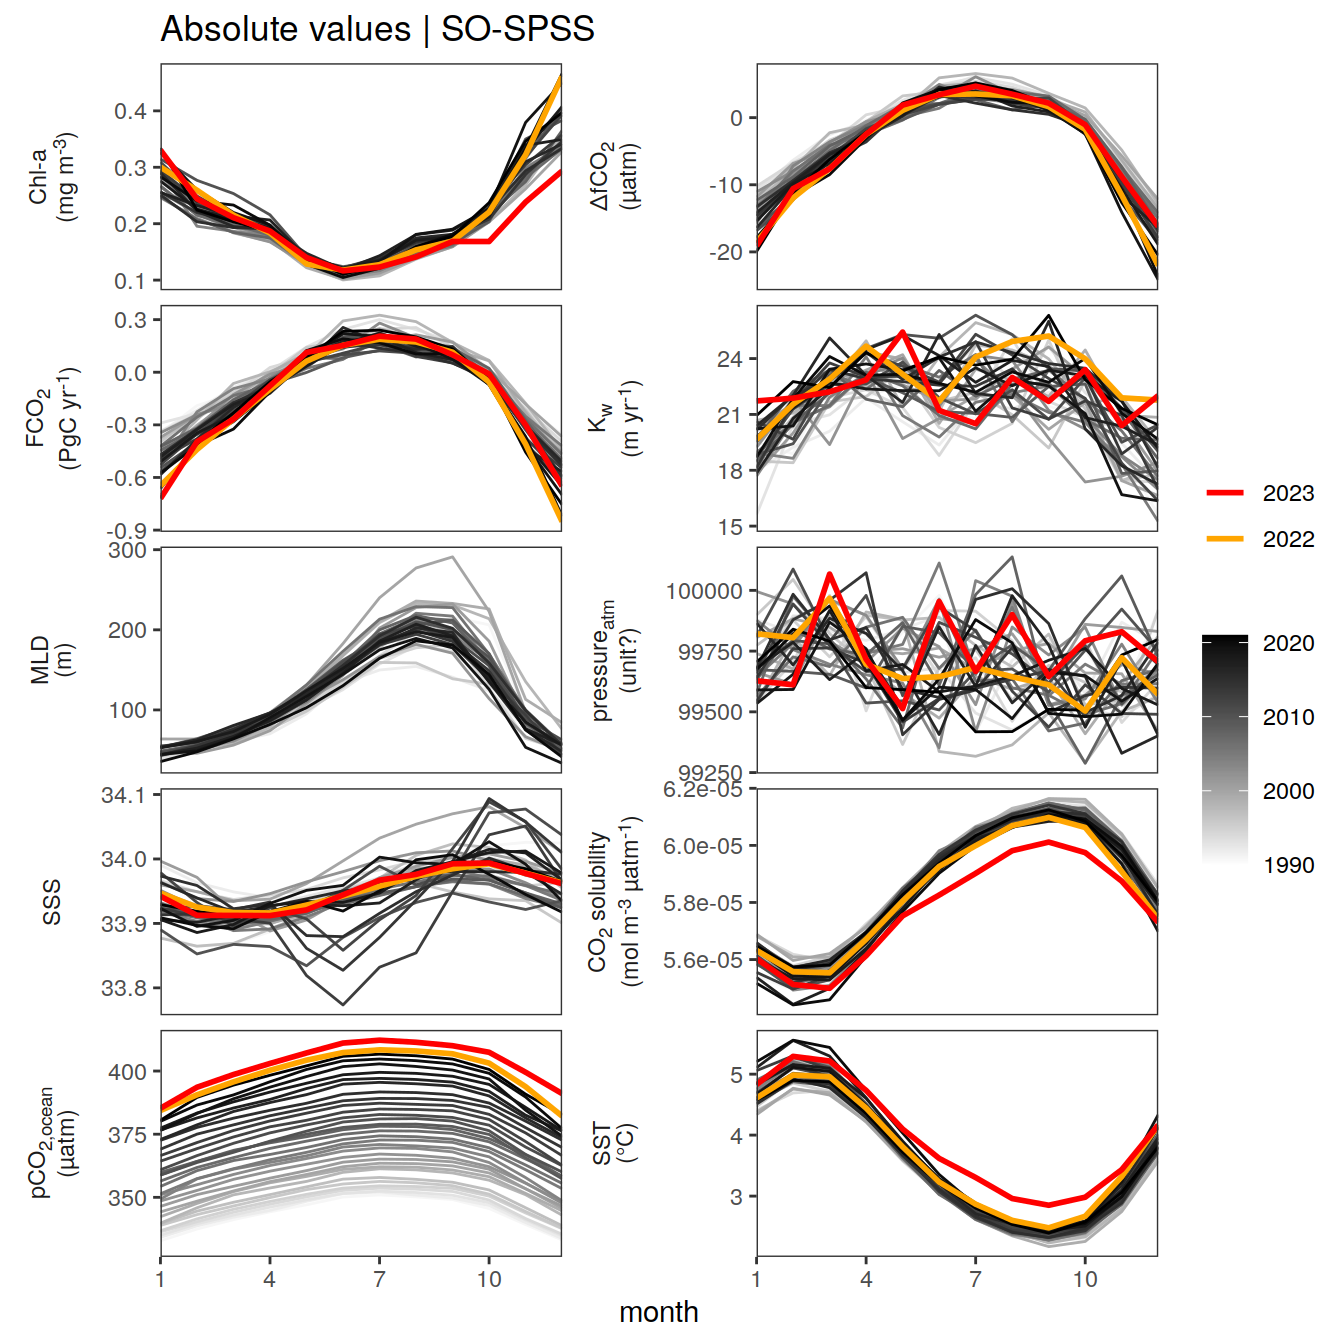 Absolute values | SO-SPSS
Chl-a
(mg m-3)
0.4
0.3
0.2
0.1
ΔfCO2
(µatm)
0
-10
-20
FCO2
(PgC yr-1)
0.3
0.0
-0.3
-0.6
-0.9
Kw
(m yr-1)
24
21
18
15
MLD
(m)
300
200
100
pressureatm
(unit?)
100000
99750
99500
99250
SSS
34.1
34.0
33.9
33.8
CO2 solubility
(mol m-3 µatm-1)
6.2e-05
6.0e-05
5.8e-05
5.6e-05
pCO2,ocean
(µatm)
400
375
350
SST
(°C)
5
4
3
1 4 7 10
1 4 7 10
month
2023
2022
2020
2010
2000
1990